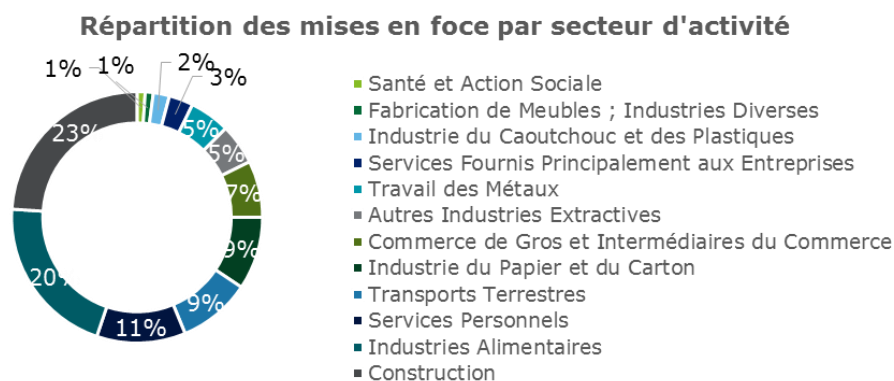 Répartition des mises en foce par secteur d'activité
1%
1%
2%
3%
5%
5%
7%
9%
9%
11%
20%
23%
Santé et Action Sociale
Fabrication de Meubles ; Industries Diverses
Industrie du Caoutchouc et des Plastiques
Services Fournis Principalement aux Entreprises
Travail des Métaux
Autres Industries Extractives
Commerce de Gros et Intermédiaires du Commerce
Industrie du Papier et du Carton
Transports Terrestres
Services Personnels
Industries Alimentaires
Construction